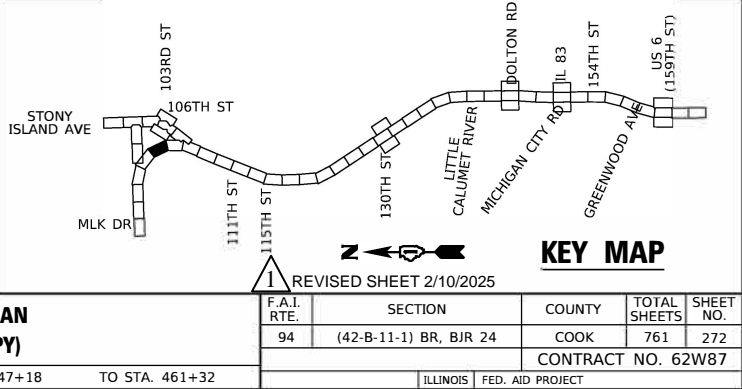 103RD ST
106TH ST
STONY
ISLAND AVE
MLK DR
111TH ST
115TH ST
130TH ST
LITTLE
CALUMET RIVER
DOLTON RD
MICHIGAN CITY RD
IL 83
154TH ST
GREENWOOD AVE
US 6
(159TH ST)
N
KEY MAP
1 REVISED SHEET 2/10/2025
AN
PY)
47+18 TO STA. 461+32
F.A.I.
RTE. SECTION COUNTY TOTAL
SHEETS SHEET
NO.
94 (42-B-11-1) BR, BJR 24 COOK 761 272
CONTRACT NO. 62W87
ILLINOIS FED. AID PROJECT